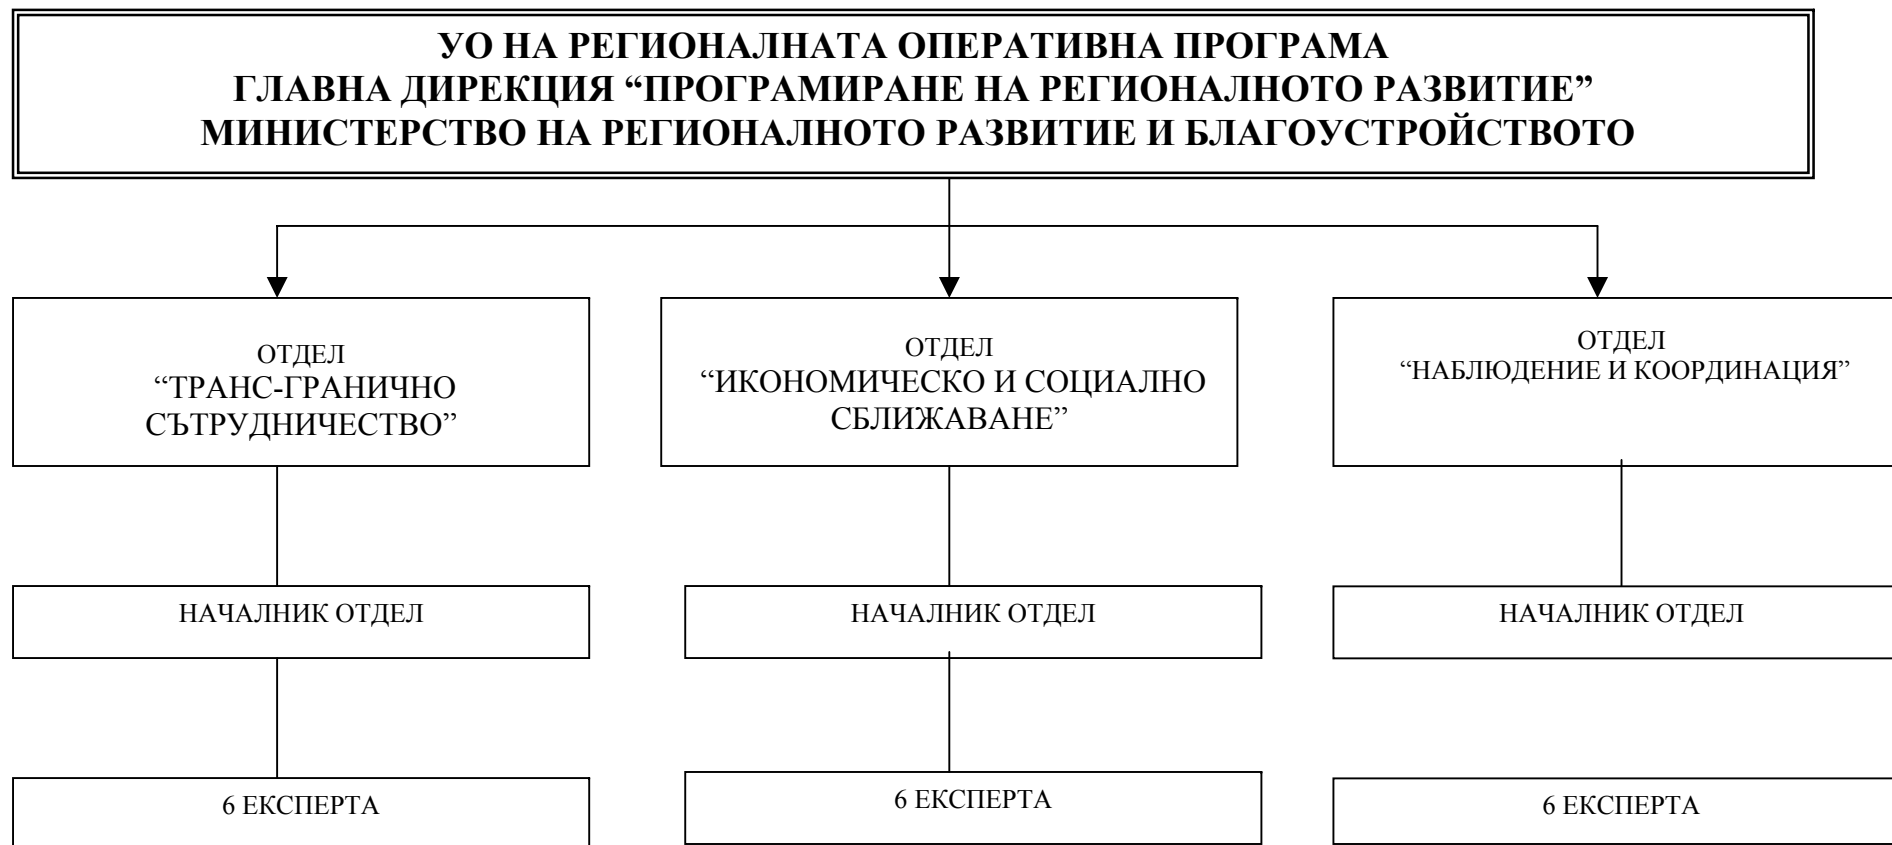 УО НА РЕГИОНАЛНАТА ОПЕРАТИВНА ПРОГРАМА
ГЛАВНА ДИРЕКЦИЯ “ПРОГРАМИРАНЕ НА РЕГИОНАЛНОТО РАЗВИТИЕ”
МИНИСТЕРСТВО НА РЕГИОНАЛНОТО РАЗВИТИЕ И БЛАГОУСТРОЙСТВОТО
ОТДЕЛ
“ТРАНС-ГРАНИЧНО
СЪТРУДНИЧЕСТВО”
ОТДЕЛ
“ИКОНОМИЧЕСКО И СОЦИАЛНО
СБЛИЖАВАНЕ”
ОТДЕЛ
“НАБЛЮДЕНИЕ И КООРДИНАЦИЯ”
НАЧАЛНИК ОТДЕЛ
НАЧАЛНИК ОТДЕЛ
НАЧАЛНИК ОТДЕЛ
6 ЕКСПЕРТА
6 ЕКСПЕРТА
6 ЕКСПЕРТА